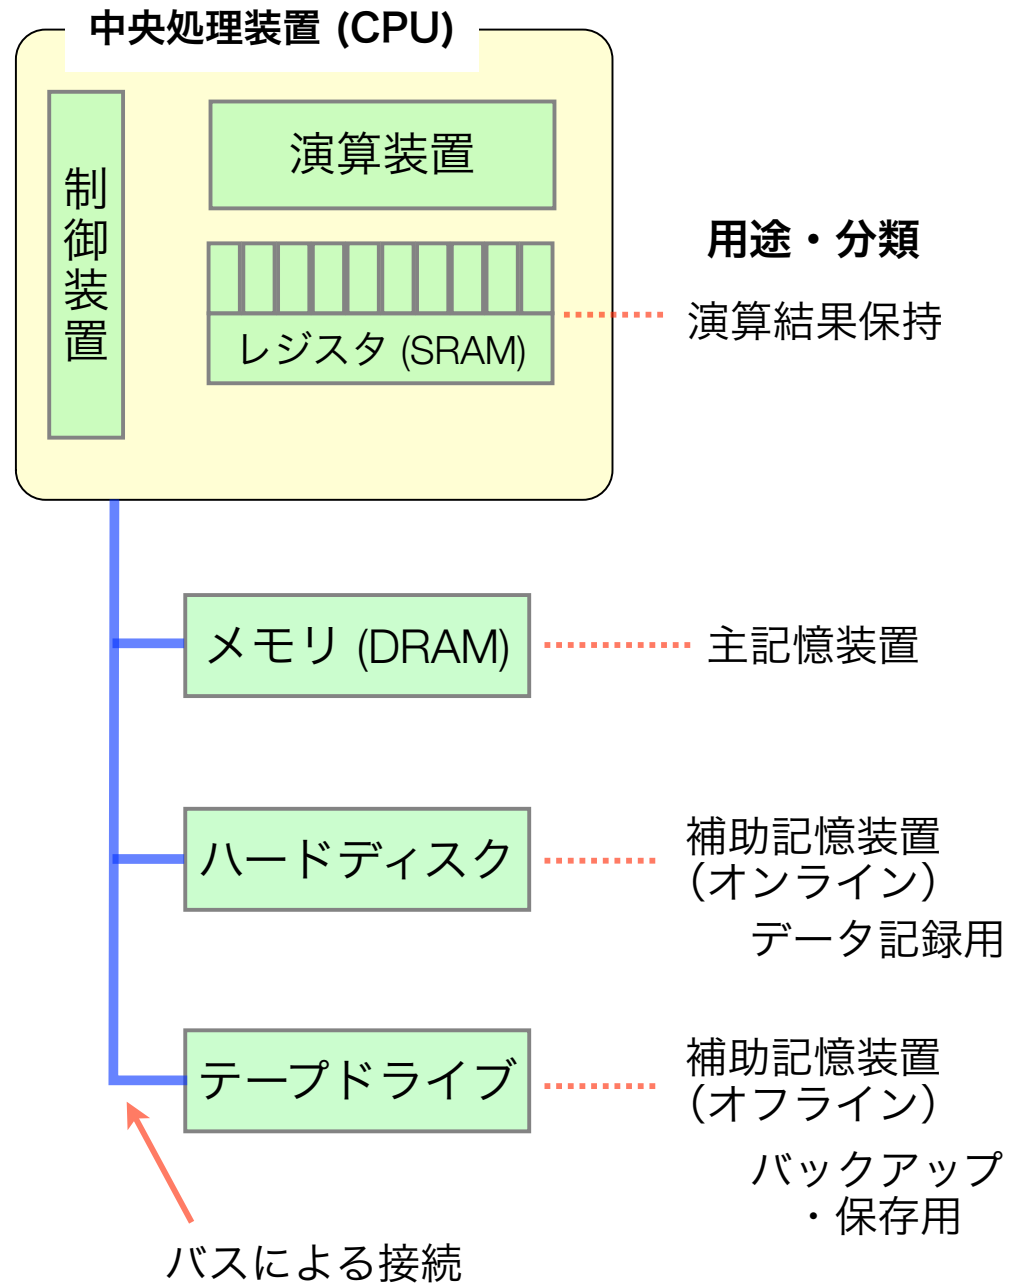 中央処理装置 (CPU)
制御装置
演算装置
レジスタ (SRAM)
用途・分類
演算結果保持
メモリ (DRAM)
主記憶装置
ハードディスク
補助記憶装置
（オンライン）
データ記録用
テープドライブ
補助記憶装置
（オフライン）
バックアップ
・保存用
バスによる接続